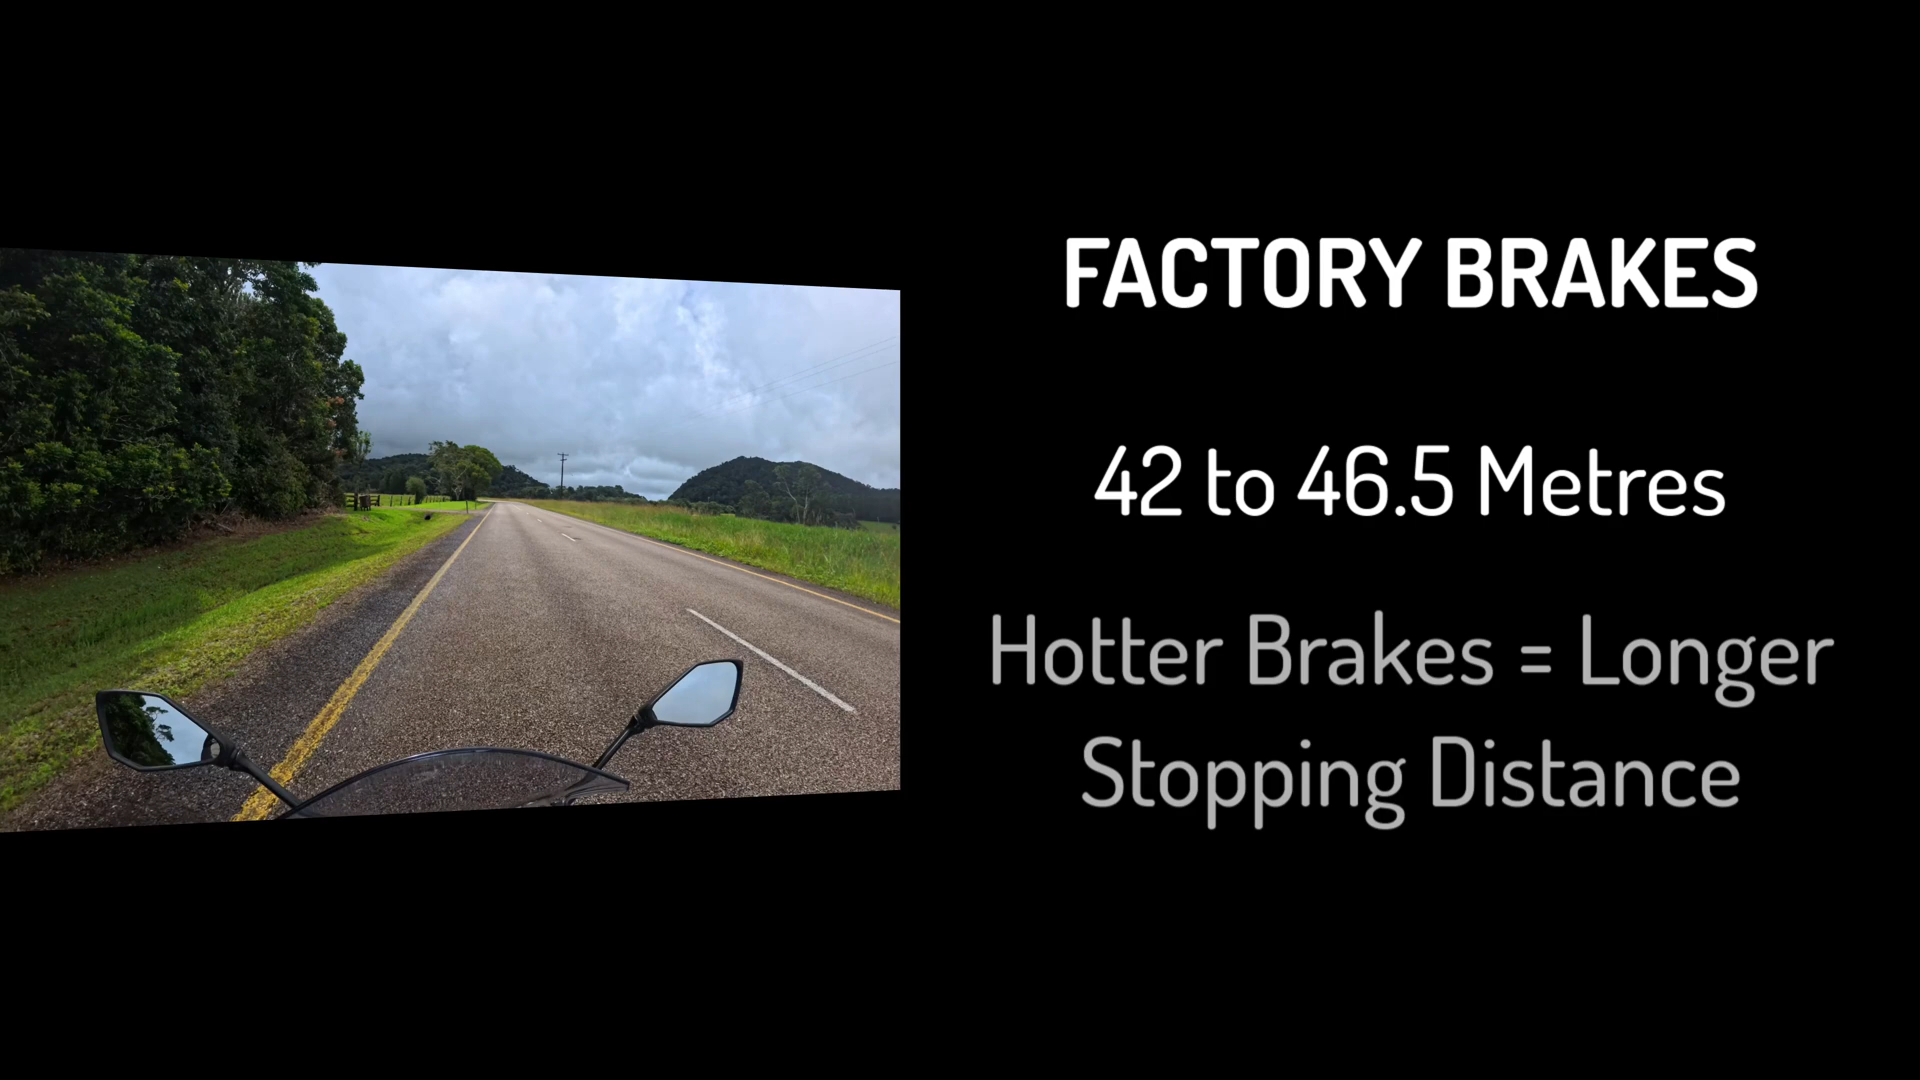 FACTORY BRAKES
42 to 46.5 Metres
Hotter Brakes = Longer
Stopping Distance